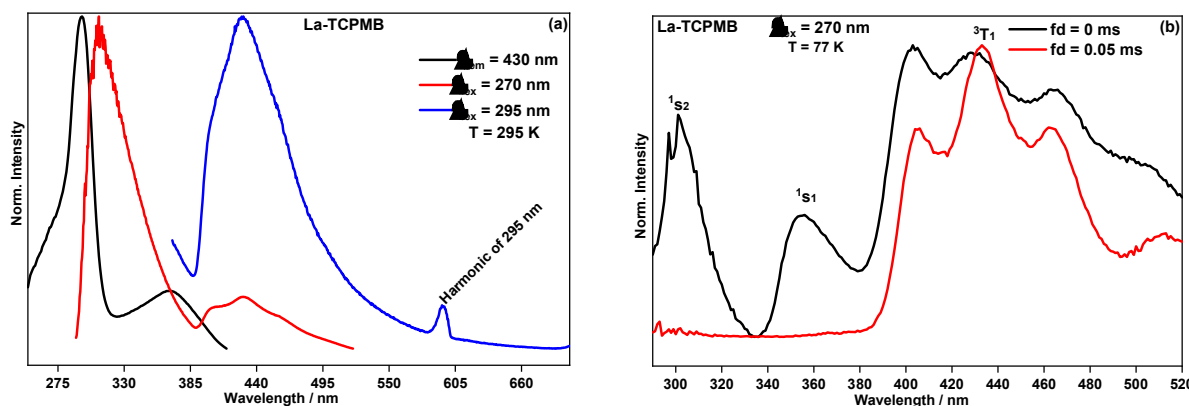 La-TCPMB
(a)
em = 430 nm
ex = 270 nm
ex = 295 nm
T = 295 K
Harmonic of 295 nm
Norm. Intensity
275 330 385 440 495 550 605 660
Wavelength / nm
La-TCPMB
ex = 270 nm
T = 77 K
³T₁
fd = 0 ms
fd = 0.05 ms
(b)
¹S₂
¹S₁
Norm. Intensity
300 320 340 360 380 400 420 440 460 480 500 520
Wavelength / nm